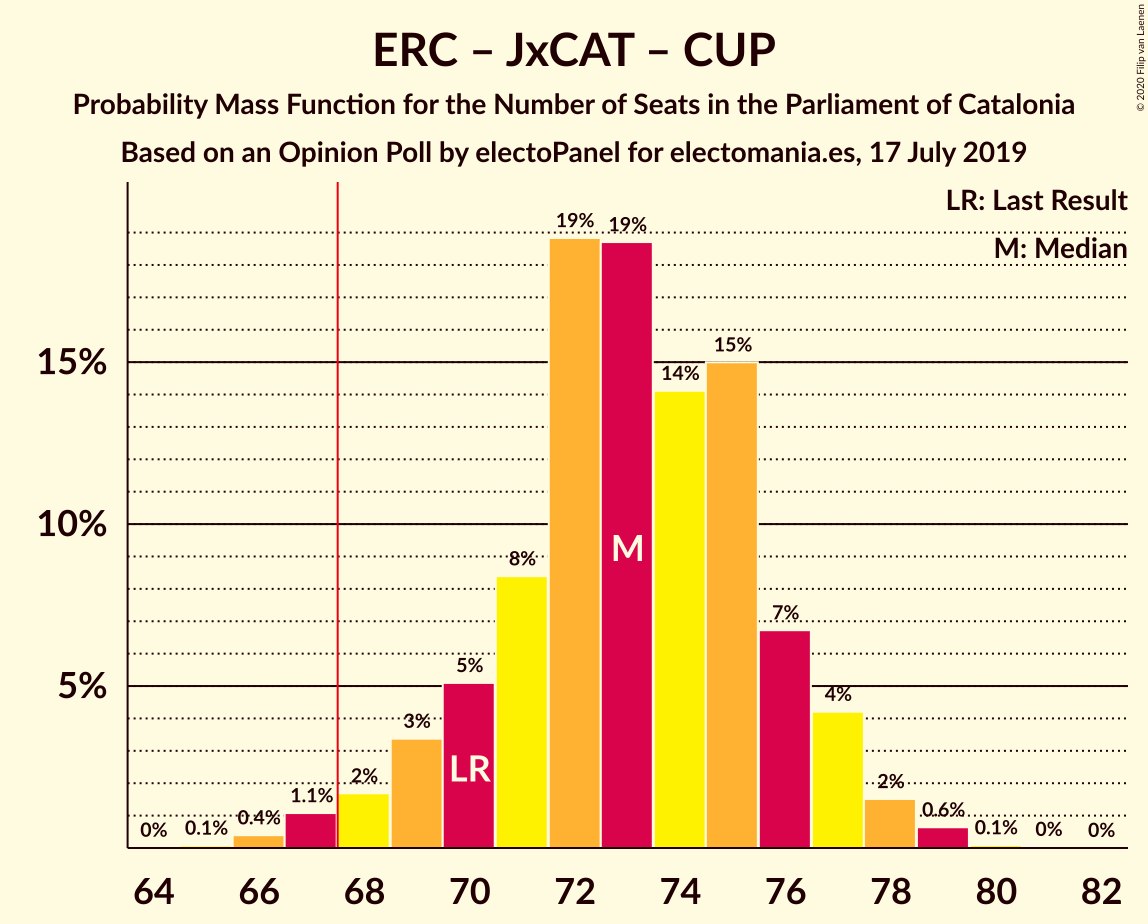 ERC – JxCAT – CUP
Probability Mass Function for the Number of Seats in the Parliament of Catalonia
Based on an Opinion Poll by electoPanel for electomania.es, 17 July 2019
© 2020 Filip van Laenen
LR: Last Result
M: Median
15%
10%
5%
0%
0.1%
0.4%
1.1%
2%
3%
5%
8%
19%
19%
14%
15%
7%
4%
2%
0.6%
0.1%
0%
0%
LR
M
64 66 68 70 72 74 76 78 80 82